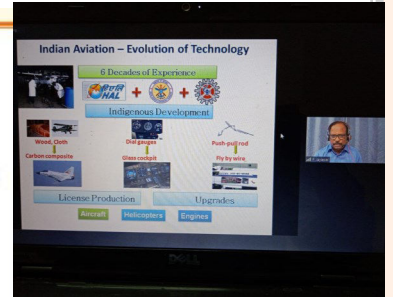 Indian Aviation – Evolution of Technology
6 Decades of Experience
HAL
Indigenous Development
Wood, Cloth
Carbon composite
Dial gauges
Glass cockpit
Push-pull rod
Fly by wire
License Production
Upgrades
Aircraft
Helicopters
Engines
DELL